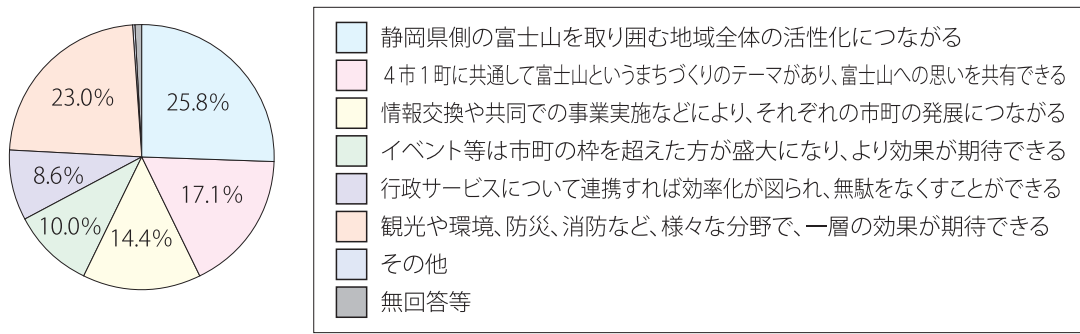 25.8%
17.1%
14.4%
10.0%
8.6%
23.0%
静岡県側の富士山を取り囲む地域全体の活性化につながる
4市1町に共通して富士山というまちづくりのテーマがあり、富士山への思いを共有できる
情報交換や共同での事業実施などにより、それぞれの市町の発展につながる
イベント等は市町の枠を超えた方が盛大になり、より効果が期待できる
行政サービスについて連携すれば効率化が図られ、無駄をなくすことができる
観光や環境、防災、消防など、様々な分野で、一層の効果が期待できる
その他
無回答等